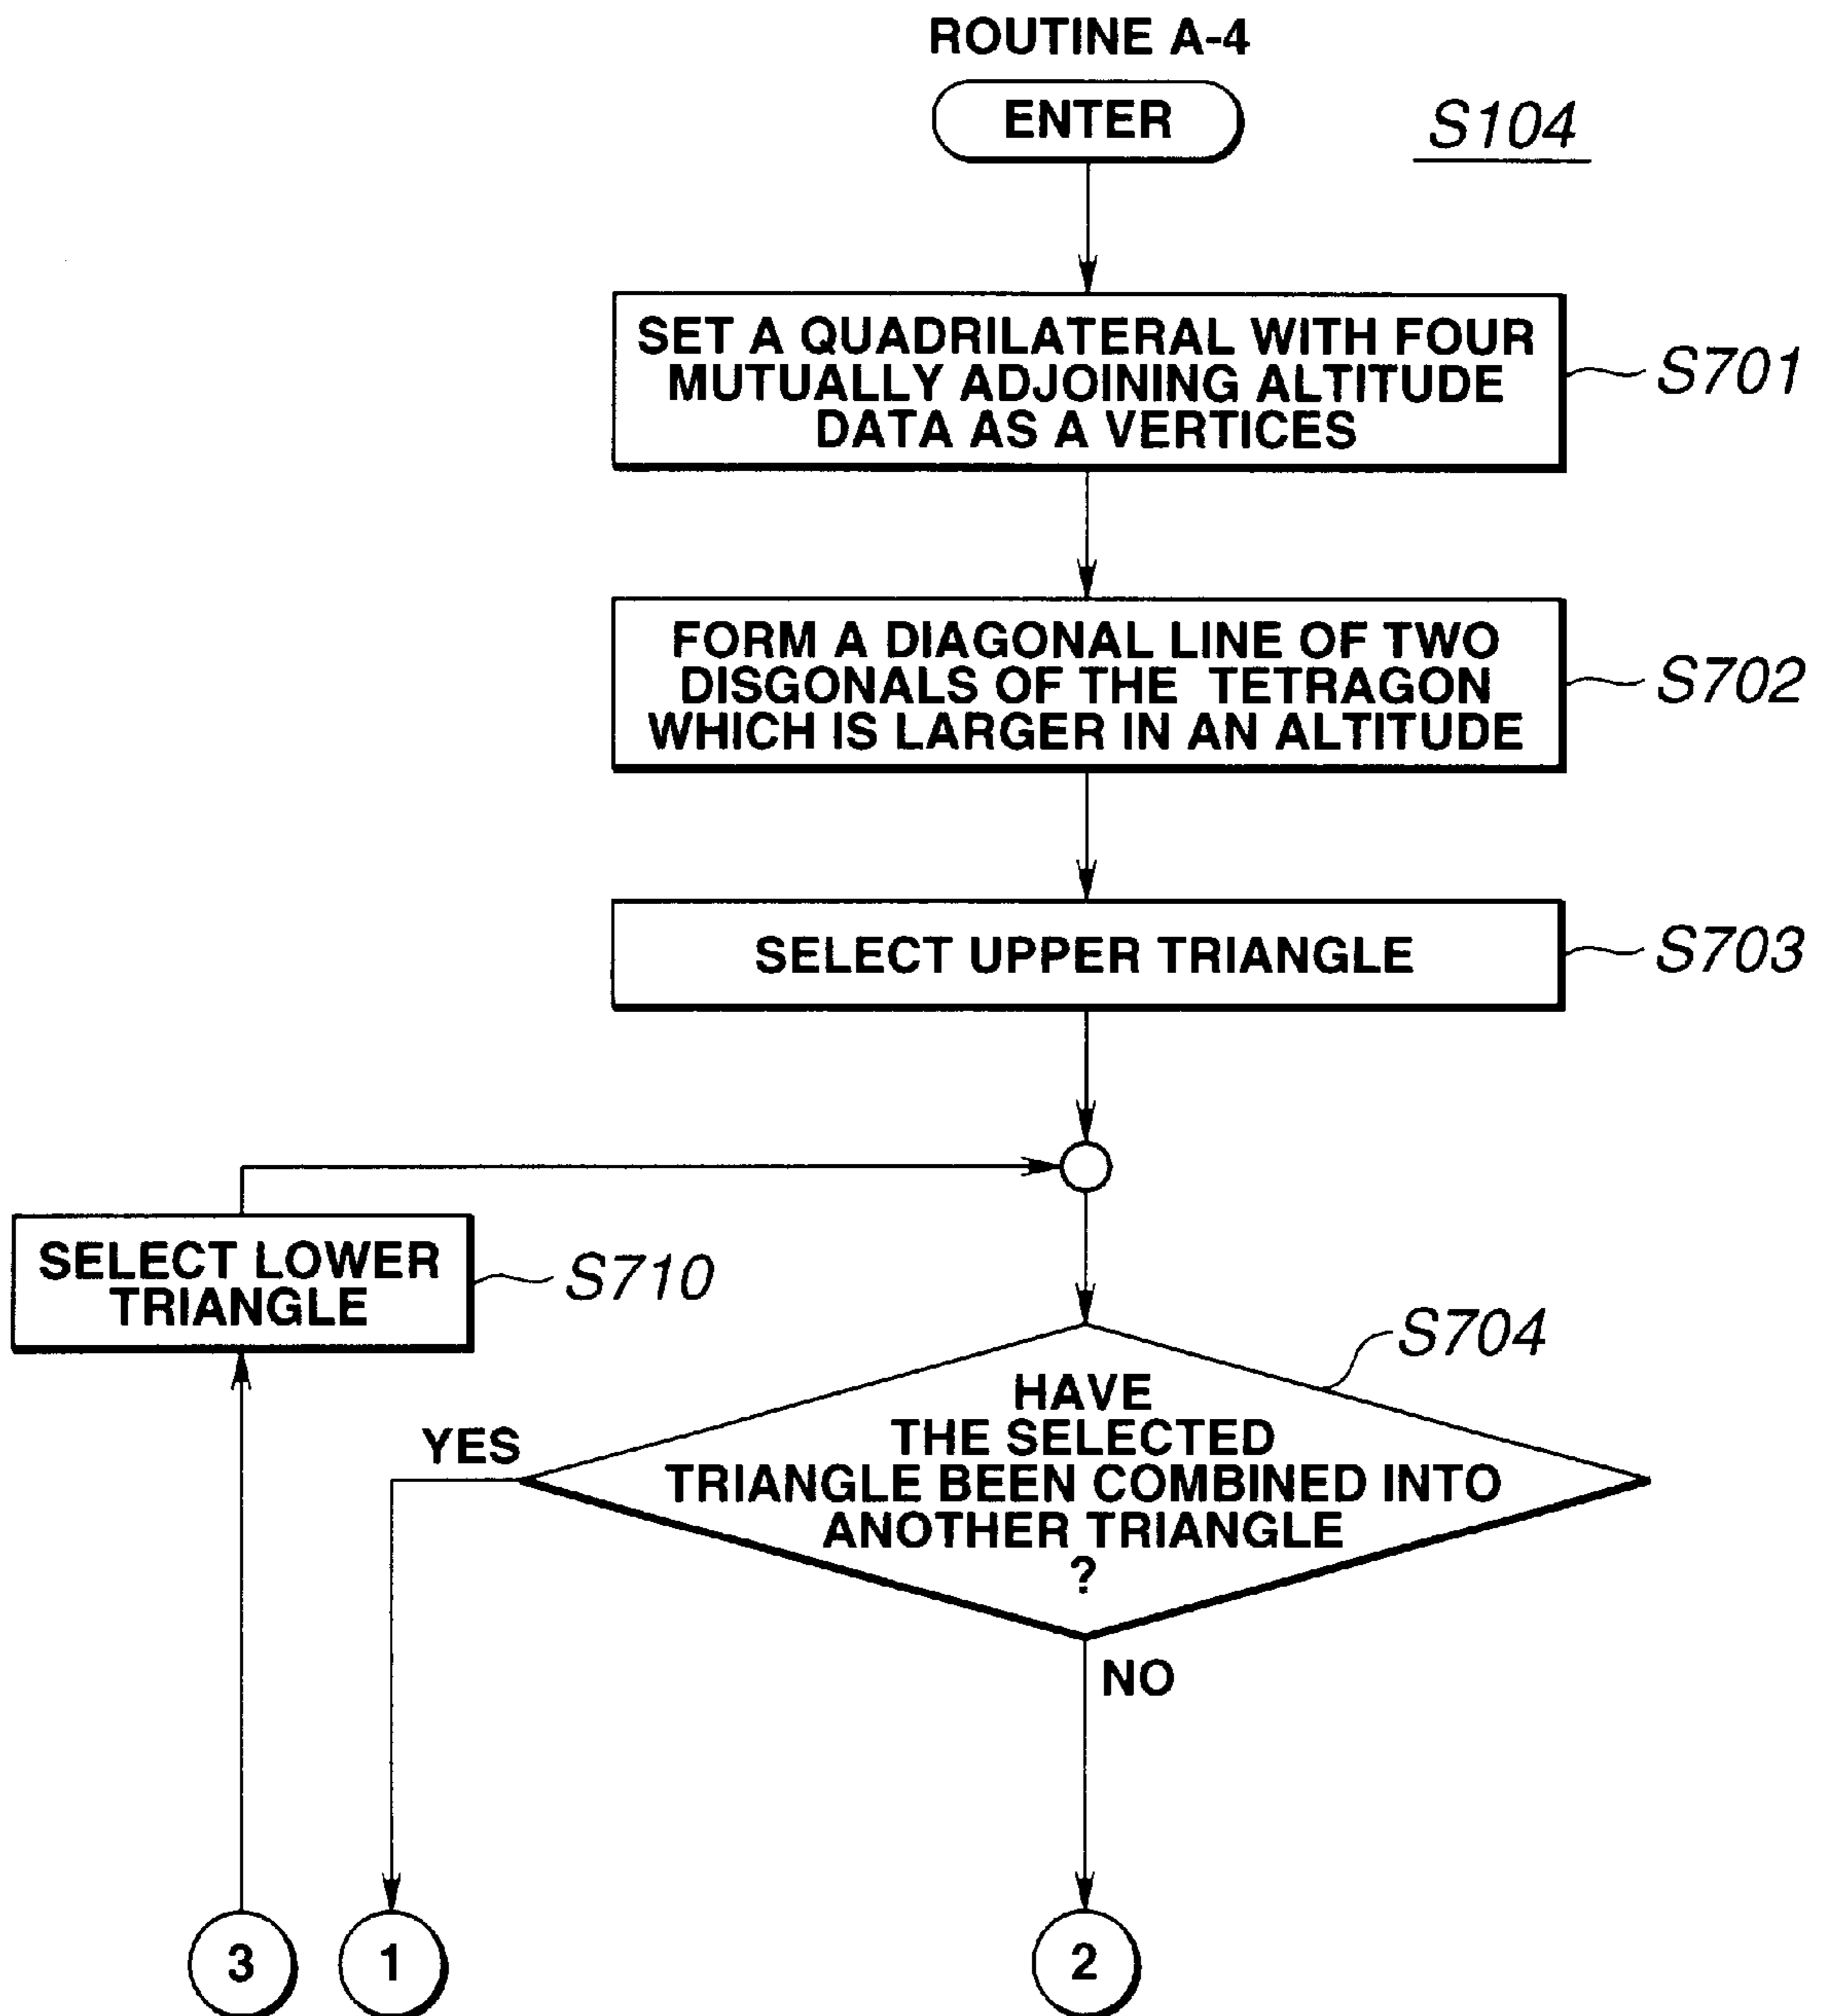 ROUTINE A-4
ENTER
S104
SET A QUADRILATERAL WITH FOUR
MUTUALLY ADJOINING ALTITUDE
DATA AS A VERTICES
S701
FORM A DIAGONAL LINE OF TWO
DISGONALS OF THE TETRAGON
WHICH IS LARGER IN AN ALTITUDE
S702
SELECT UPPER TRIANGLE
S703
SELECT LOWER
TRIANGLE
S710
S704
HAVE
THE SELECTED
TRIANGLE BEEN COMBINED INTO
ANOTHER TRIANGLE
?
YES
NO
3
1
2